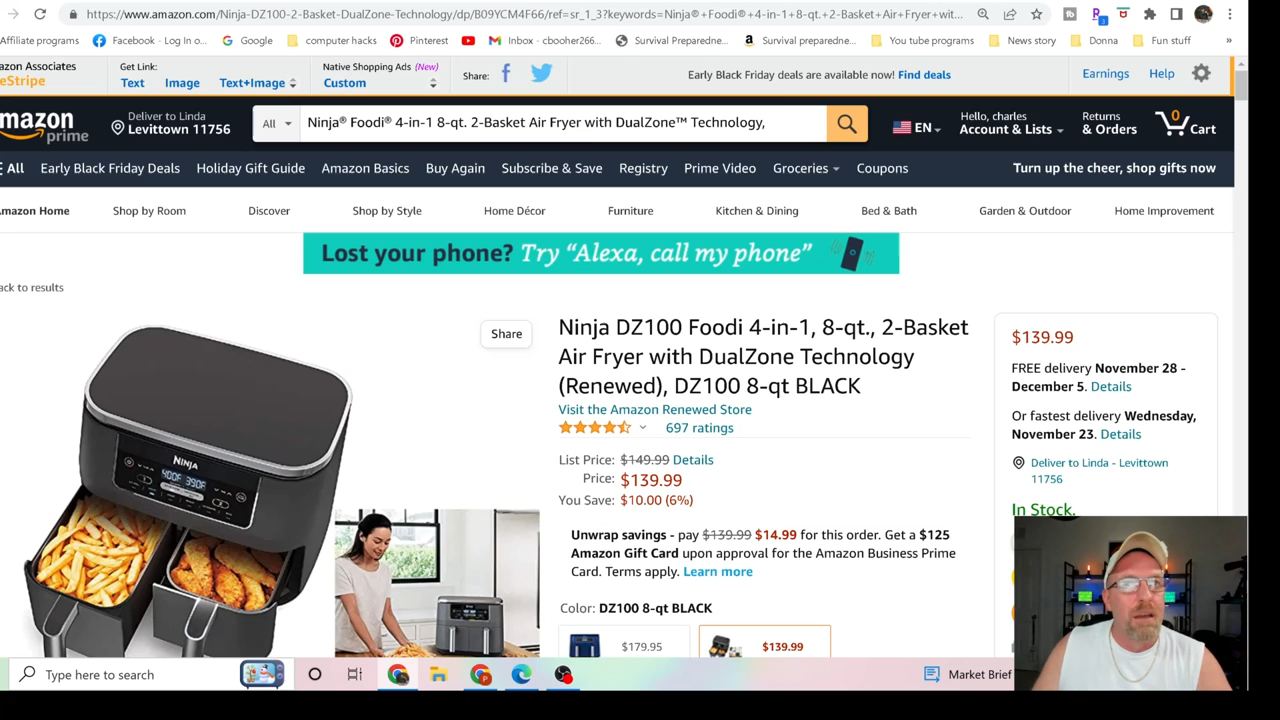 https://www.amazon.com/Ninja-DZ100-2-Basket-DualZone-Technology/dp/B09YCM4F66/ref=sr_1_3?keywords=Ninja®+Foodi®+4-in-1+8-qt.+2-Basket+Air+Fryer+wit...
Affiliate programs Facebook - Log In o... Google computer hacks Pinterest Inbox - cbooher266... Survival Preparedne... Survival preparedne... You tube programs News story Donna Fun stuff »
zon Associates
eStripe
Get Link:
Text Image Text+Image
Native Shopping Ads (New)
Custom
Share:
Early Black Friday deals are available now! Find deals
Earnings Help
mazon
prime
Deliver to Linda
Levittown 11756
All
Ninja® Foodi® 4-in-1 8-qt. 2-Basket Air Fryer with DualZone™ Technology,
EN
Hello, charles
Account & Lists
Returns
& Orders
0
Cart
All Early Black Friday Deals Holiday Gift Guide Amazon Basics Buy Again Subscribe & Save Registry Prime Video Groceries Coupons Turn up the cheer, shop gifts now
mazon Home Shop by Room Discover Shop by Style Home Décor Furniture Kitchen & Dining Bed & Bath Garden & Outdoor Home Improvement
Lost your phone? Try “Alexa, call my phone”
ack to results
Share
NINJA
400F 390F
Ninja DZ100 Foodi 4-in-1, 8-qt., 2-Basket
Air Fryer with DualZone Technology
(Renewed), DZ100 8-qt BLACK
Visit the Amazon Renewed Store
697 ratings
List Price: $149.99 Details
Price: $139.99
You Save: $10.00 (6%)
Unwrap savings - pay $139.99 $14.99 for this order. Get a $125
Amazon Gift Card upon approval for the Amazon Business Prime
Card. Terms apply. Learn more
Color: DZ100 8-qt BLACK
$179.95
$139.99
$139.99
FREE delivery November 28 -
December 5. Details
Or fastest delivery Wednesday,
November 23. Details
Deliver to Linda - Levittown
11756
In Stock.
Type here to search
Market Brief